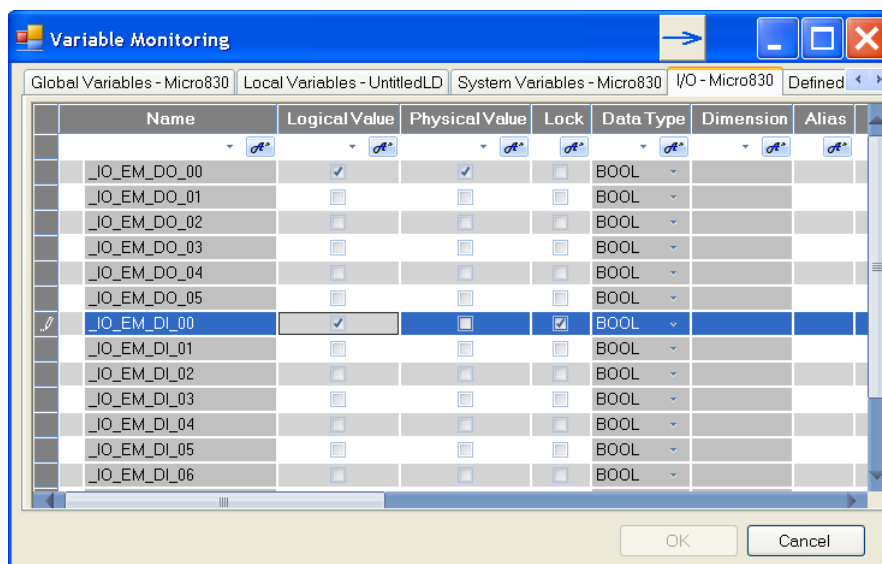 Variable Monitoring
Global Variables - Micro830 Local Variables - UntitledLD System Variables - Micro830 I/O - Micro830 Defined
Name Logical Value Physical Value Lock Data Type Dimension Alias
_IO_EM_DO_00 BOOL
_IO_EM_DO_01 BOOL
_IO_EM_DO_02 BOOL
_IO_EM_DO_03 BOOL
_IO_EM_DO_04 BOOL
_IO_EM_DO_05 BOOL
_IO_EM_DI_00 BOOL
_IO_EM_DI_01 BOOL
_IO_EM_DI_02 BOOL
_IO_EM_DI_03 BOOL
_IO_EM_DI_04 BOOL
_IO_EM_DI_05 BOOL
_IO_EM_DI_06 BOOL
OK Cancel